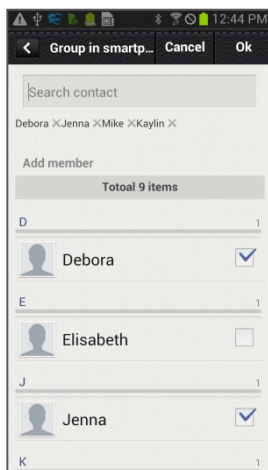 12:44 PM
Group in smartp... Cancel Ok
Search contact
Debora ×Jenna ×Mike ×Kaylin ×
Add member
Totoal 9 items
D 1
Debora
E 1
Elisabeth
J 1
Jenna
K 1